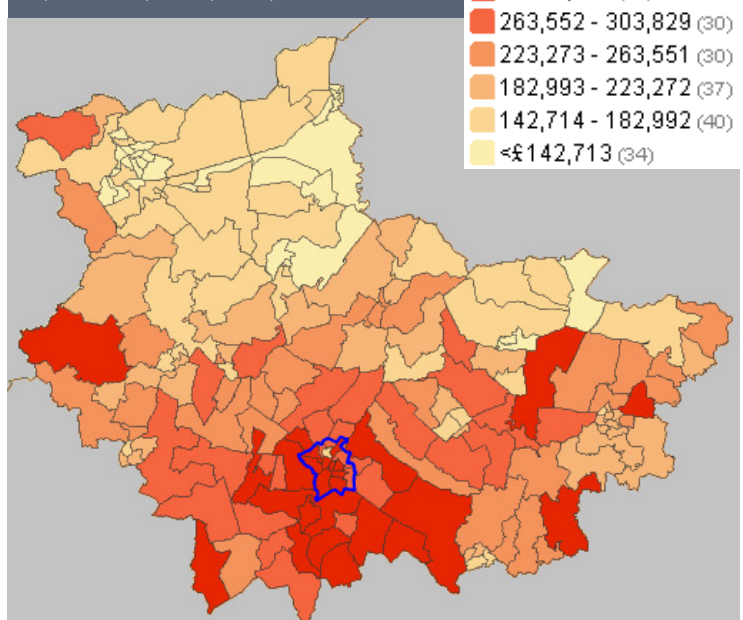 263,552 - 303,829 (30)
223,273 - 263,551 (30)
182,993 - 223,272 (37)
142,714 - 182,992 (40)
<£142,713 (34)